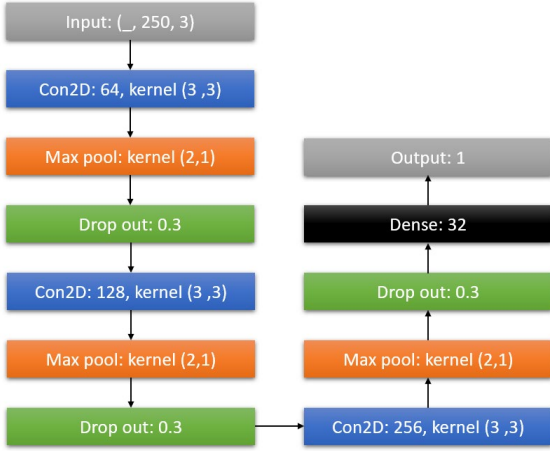 Input: (_, 250, 3)
Con2D: 64, kernel (3 ,3)
Max pool: kernel (2,1)
Drop out: 0.3
Con2D: 128, kernel (3 ,3)
Max pool: kernel (2,1)
Drop out: 0.3
Con2D: 256, kernel (3 ,3)
Max pool: kernel (2,1)
Drop out: 0.3
Dense: 32
Output: 1